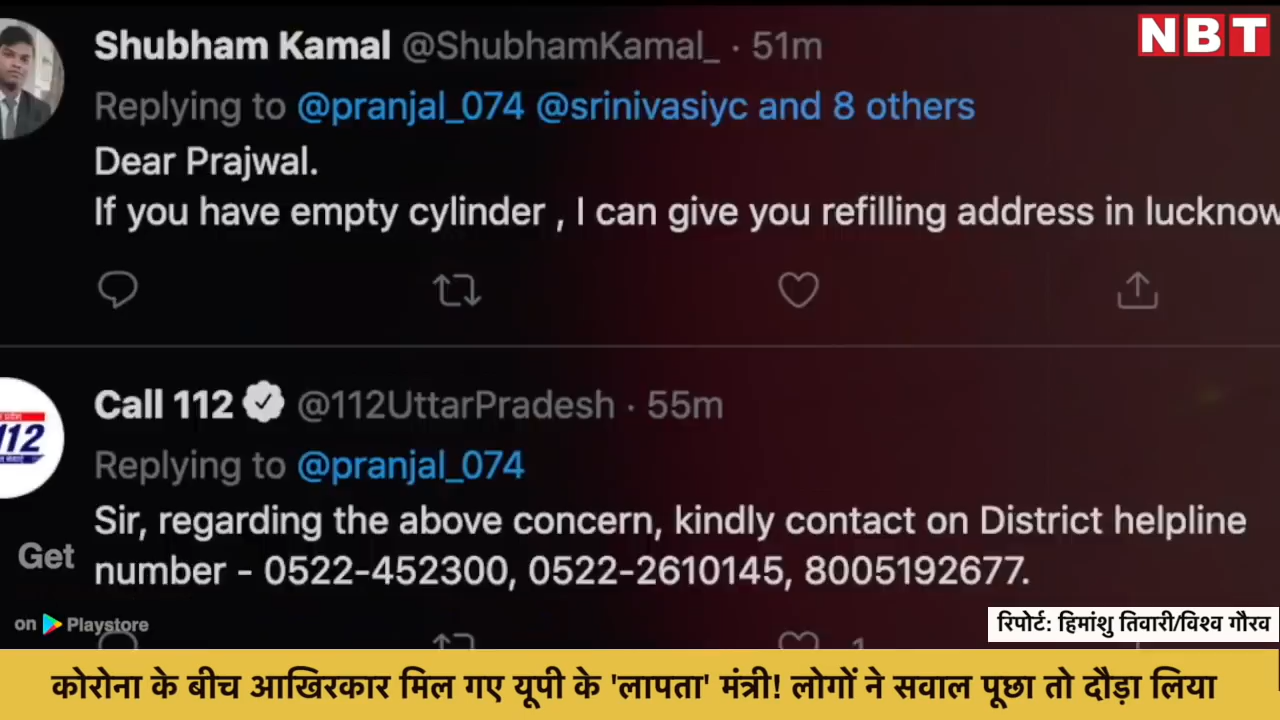 NBT
Shubham Kamal @ShubhamKamal_ · 51m
Replying to @pranjal_074 @srinivasiyc and 8 others
Dear Prajwal.
If you have empty cylinder , I can give you refilling address in lucknow
Call 112 @112UttarPradesh · 55m
112
Replying to @pranjal_074
Sir, regarding the above concern, kindly contact on District helpline
number - 0522-452300, 0522-2610145, 8005192677.
Get
on Playstore
1
रिपोर्ट: हिमांशु तिवारी/विश्व गौरव
कोरोना के बीच आखिरकार मिल गए यूपी के 'लापता' मंत्री! लोगों ने सवाल पूछा तो दौड़ा लिया